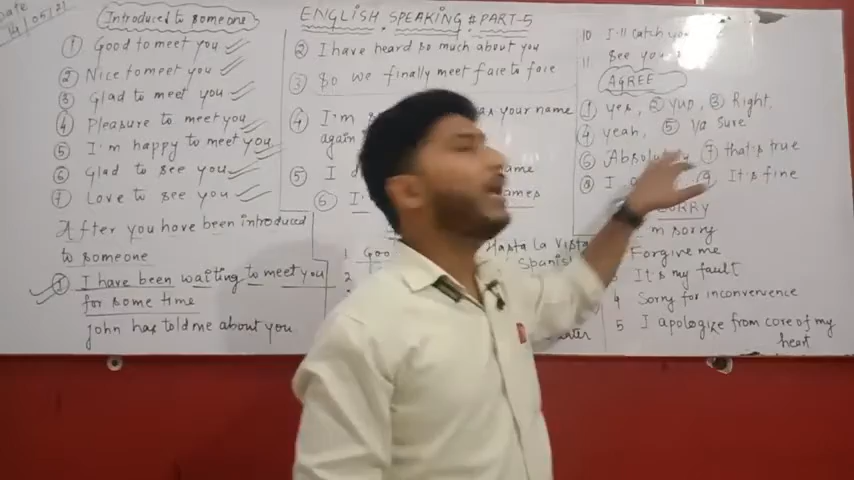 Date
14/05/21
Introduced to someone
① Good to meet you
② Nice to meet you
③ Glad to meet you
④ Pleasure to meet you
⑤ I'm happy to meet you
⑥ Glad to see you
⑦ Love to see you
After you have been introduced
to someone
① I have been waiting to meet you
for some time
john has told me about you
ENGLISH SPEAKING # PART-5
② I have heard so much about you
③ So we finally meet face to face
④ I'm your name
again
⑤ I
⑥ I'
1 Goo
2
Hasta La Vista
Spanis
10 I'll catch you
11 See you
AGREE
① yes, ② yup, ③ Right,
④ yeah, ⑤ ya sure
⑥ Absolutely ⑦ that's true
⑧ I ⑨ It's fine
SORRY
I'm sorry
Forgive me
3 It's my fault
4 Sorry for inconvenience
5 I apologize from core of my
heart